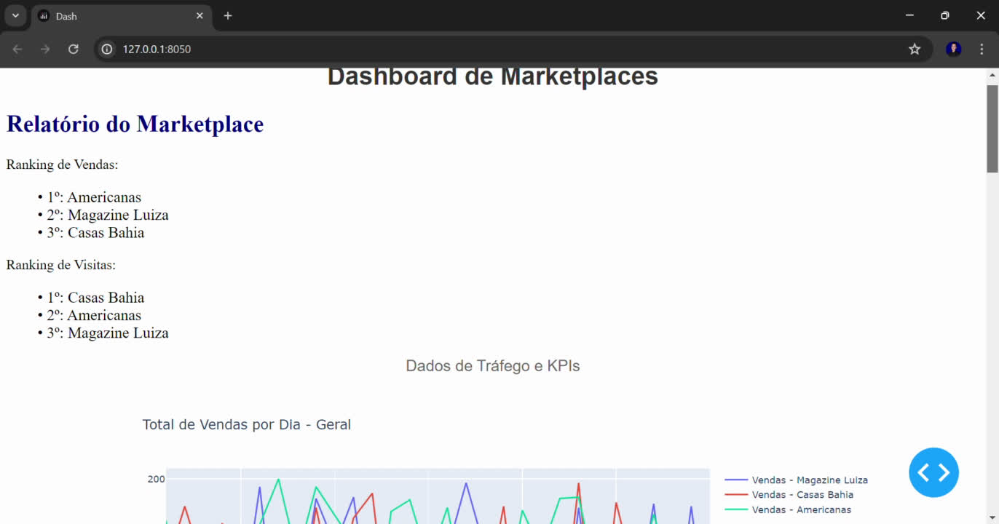 Dash
127.0.0.1:8050
Dashboard de Marketplaces
Relatório do Marketplace
Ranking de Vendas:
• 1º: Americanas
• 2º: Magazine Luiza
• 3º: Casas Bahia
Ranking de Visitas:
• 1º: Casas Bahia
• 2º: Americanas
• 3º: Magazine Luiza
Dados de Tráfego e KPIs
Total de Vendas por Dia - Geral
200
Vendas - Magazine Luiza
Vendas - Casas Bahia
Vendas - Americanas